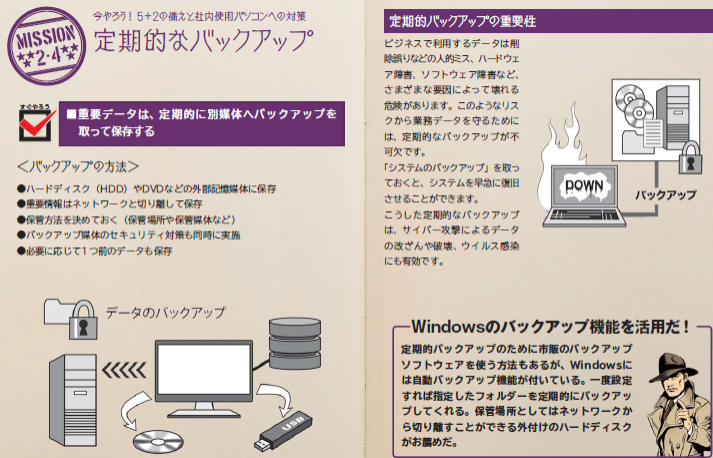 今やろう！ 5+2の備えと社内使用パソコンへの対策
MISSION
2-4
定期的なバックアップ
すぐやろう
■重要データは、定期的に別媒体へバックアップを
取って保存する
＜バックアップの方法＞
●ハードディスク（HDD）やDVDなどの外部記憶媒体に保存
●重要情報はネットワークと切り離して保存
●保管方法を決めておく（保管場所や保管媒体など）
●バックアップ媒体のセキュリティ対策も同時に実施
●必要に応じて1つ前のデータも保存
データのバックアップ
USB
定期的バックアップの重要性
ビジネスで利用するデータは削
除誤りなどの人的ミス、ハードウェ
ア障害、ソフトウェア障害など、
さまざまな要因によって壊れる
危険があります。このようなリス
クから業務データを守るために
は、定期的なバックアップが不
可欠です。
「システムのバックアップ」を取っ
ておくと、システムを早急に復旧
させることができます。
こうした定期的なバックアップ
は、サイバー攻撃によるデータ
の改ざんや破壊、ウイルス感染
にも有効です。
DOWN
バックアップ
Windowsのバックアップ機能を活用だ！
定期的バックアップのために市販のバックアップ
ソフトウェアを使う方法もあるが、Windowsに
は自動バックアップ機能が付いている。一度設定
すれば指定したフォルダーを定期的にバックアッ
プしてくれる。保管場所としてはネットワークか
ら切り離すことができる外付けのハードディスク
がお薦めだ。